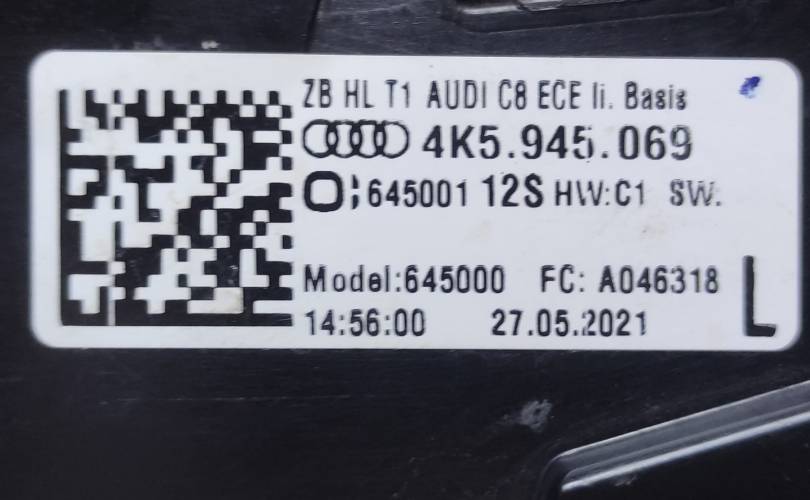 ZB HL T1 AUDI C8 ECE li. Basis
4K5.945.069
645001 12S HW:C1 SW.
Model:645000 FC: A046318
14:56:00 27.05.2021
L